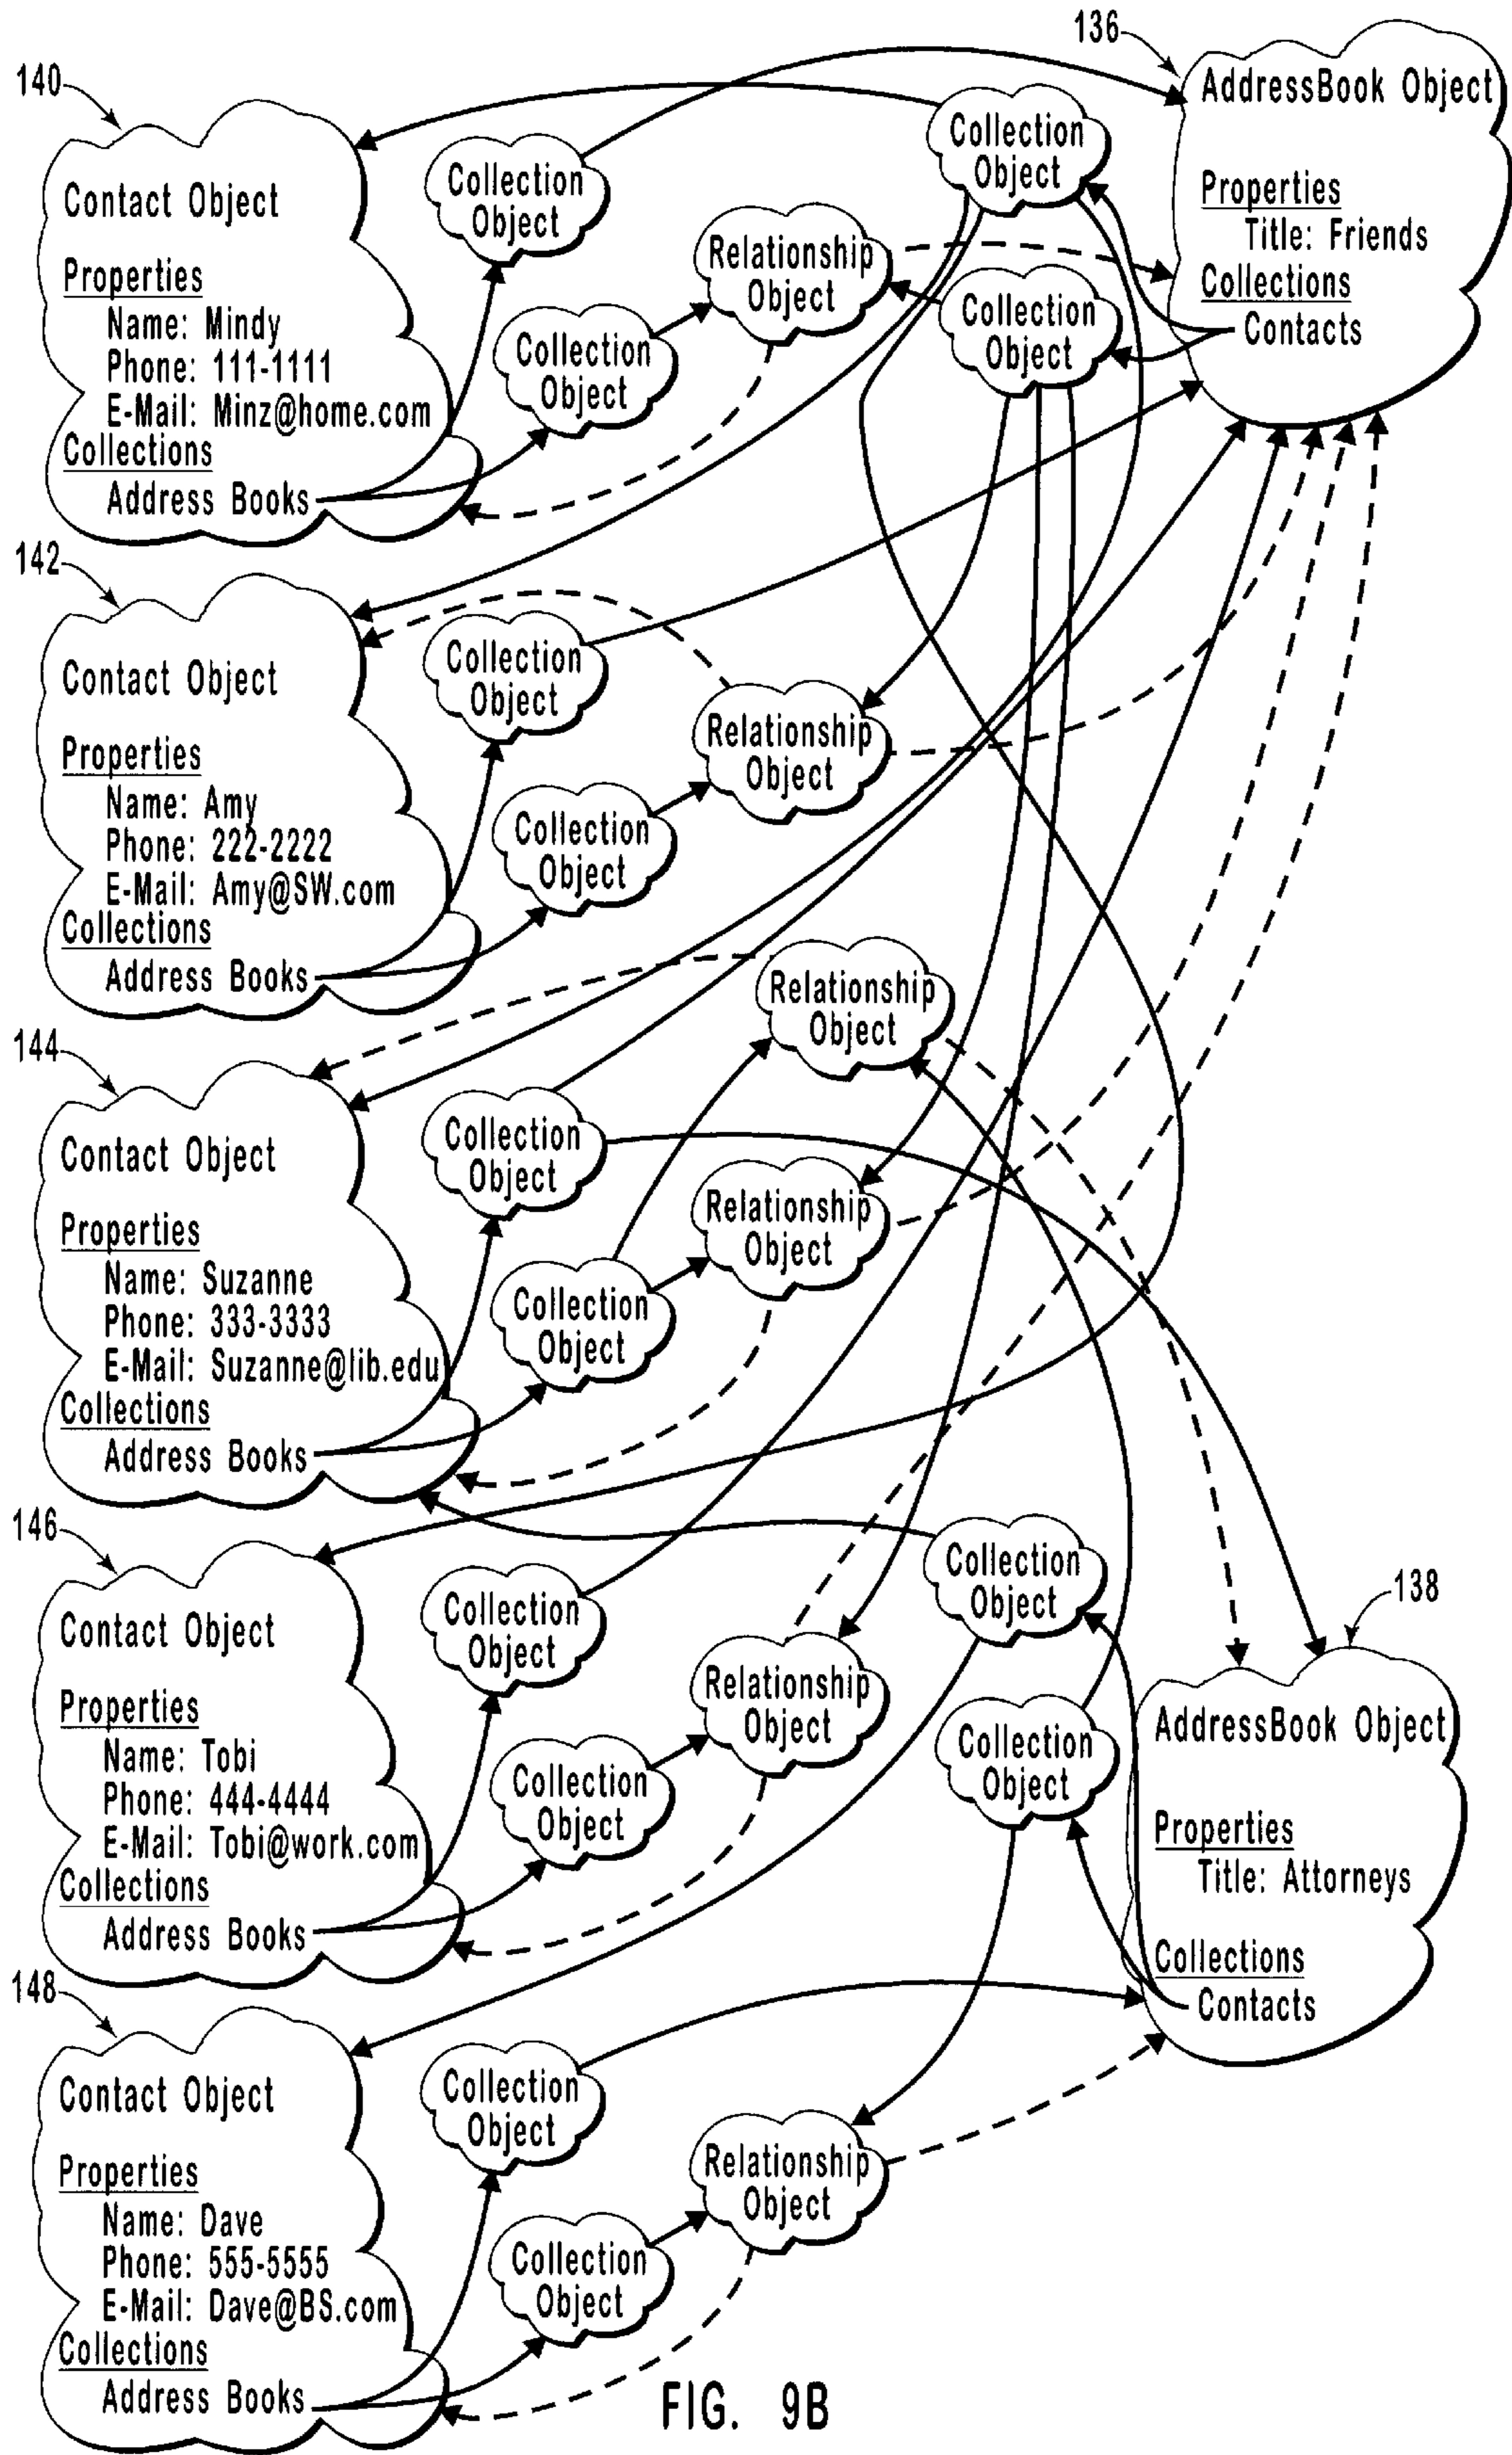 136
AddressBook Object
Properties
Title: Friends
Collections
Contacts
140
Contact Object
Properties
Name: Mindy
Phone: 111-1111
E-Mail: Minz@home.com
Collections
Address Books
Collection
Object
Collection
Object
Relationship
Object
Collection
Object
Collection
Object
142
Contact Object
Properties
Name: Amy
Phone: 222-2222
E-Mail: Amy@SW.com
Collections
Address Books
Collection
Object
Collection
Object
Relationship
Object
144
Contact Object
Properties
Name: Suzanne
Phone: 333-3333
E-Mail: Suzanne@lib.edu
Collections
Address Books
Relationship
Object
Collection
Object
Collection
Object
Relationship
Object
146
Contact Object
Properties
Name: Tobi
Phone: 444-4444
E-Mail: Tobi@work.com
Collections
Address Books
Collection
Object
Collection
Object
Relationship
Object
Collection
Object
Collection
Object
138
AddressBook Object
Properties
Title: Attorneys
Collections
Contacts
148
Contact Object
Properties
Name: Dave
Phone: 555-5555
E-Mail: Dave@BS.com
Collections
Address Books
Collection
Object
Collection
Object
Relationship
Object
FIG. 9B